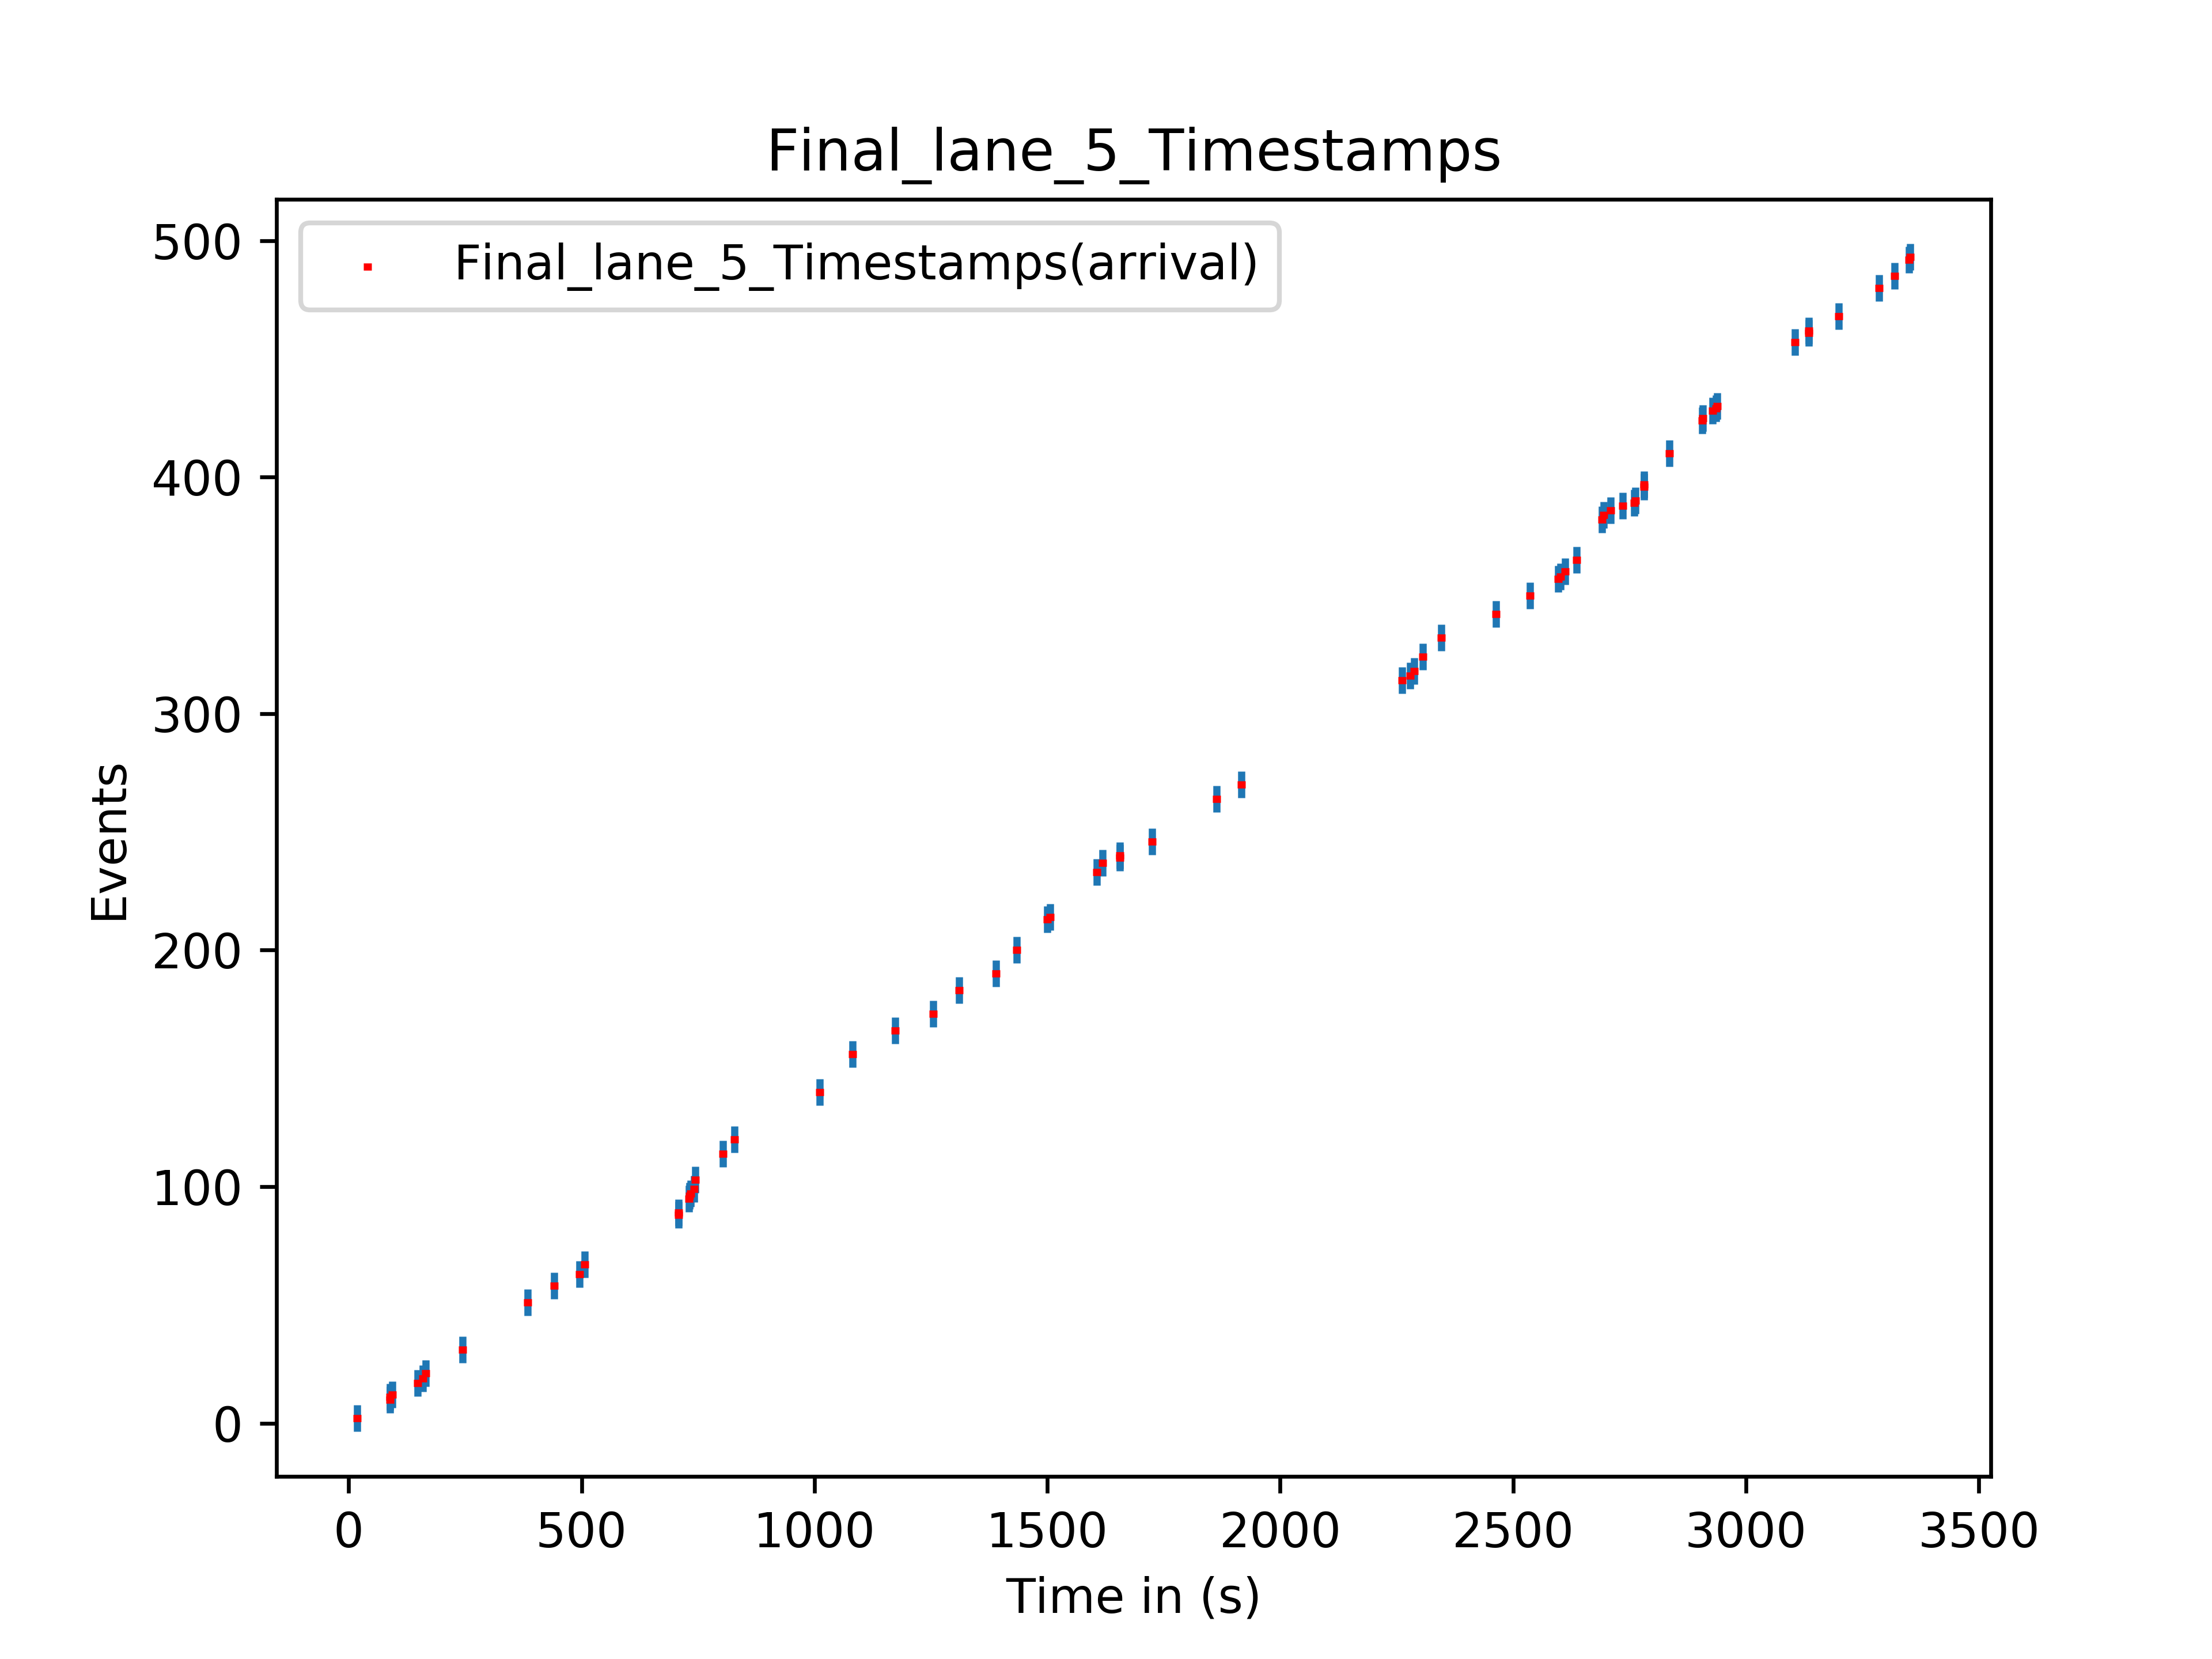 Final_lane_5_Timestamps
Final_lane_5_Timestamps(arrival)
500
400
300
200
100
0
Events
0 500 1000 1500 2000 2500 3000 3500
Time in (s)